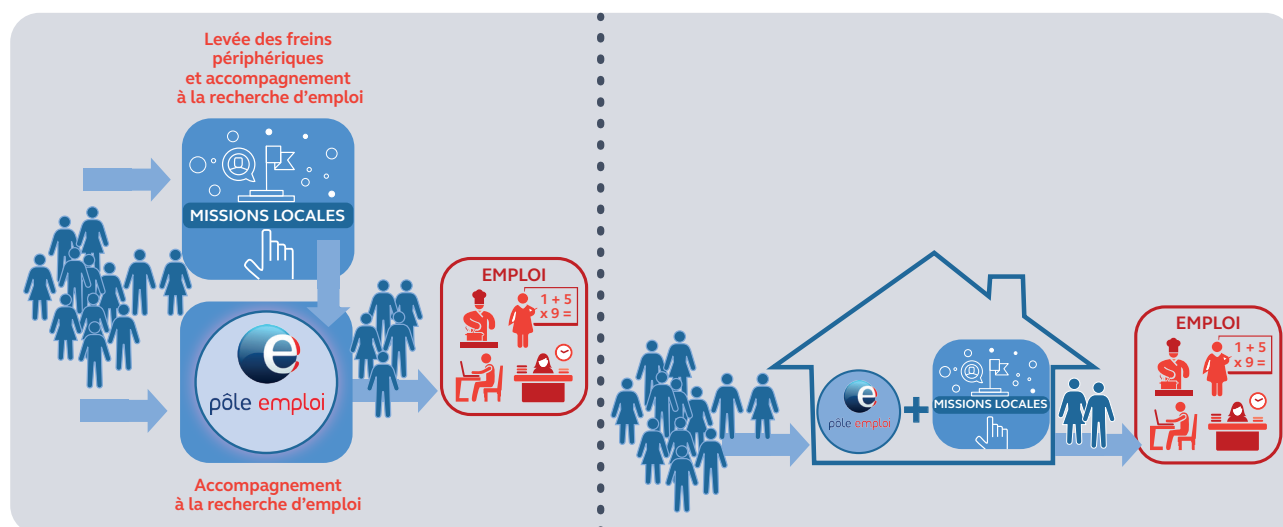 Levée des freins
périphériques
et accompagnement
à la recherche d'emploi
MISSIONS LOCALES
e
pôle emploi
Accompagnement
à la recherche d'emploi
EMPLOI
1 + 5
x 9 =
e
pôle emploi
+
MISSIONS LOCALES
EMPLOI
1 + 5
x 9 =